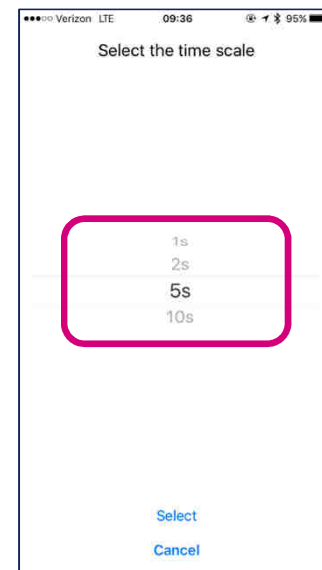 Verizon LTE 09:36 95%
Select the time scale
1s
2s
5s
10s
Select
Cancel